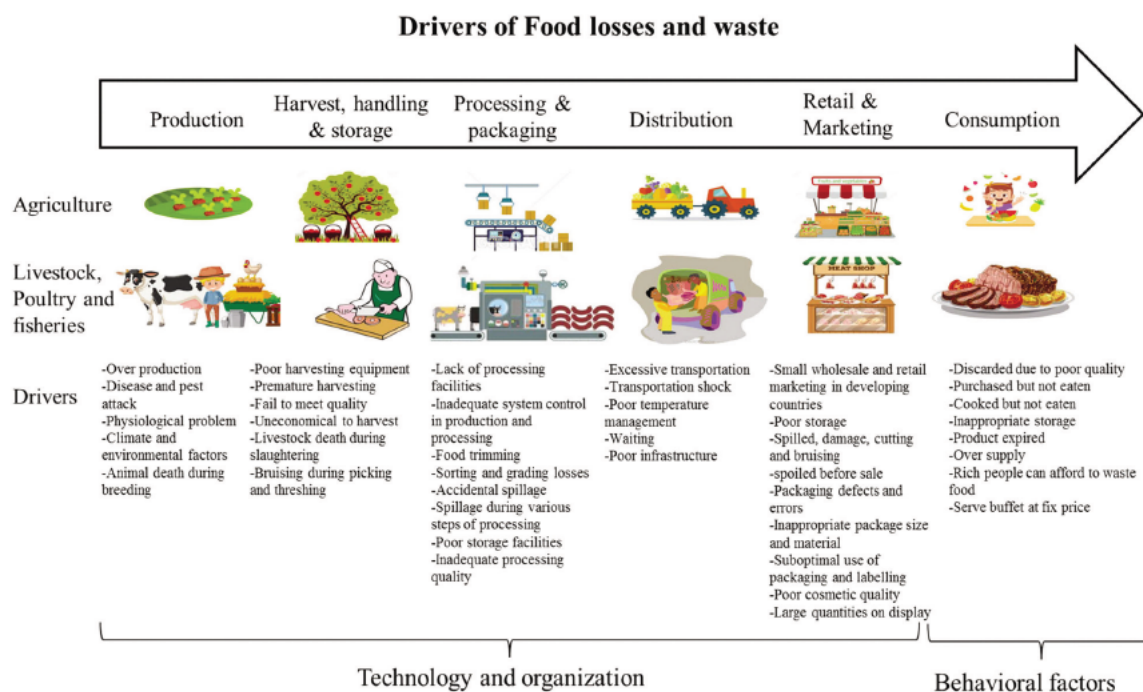 Drivers of Food losses and waste
Production
Harvest, handling
& storage
Processing &
packaging
Distribution
Retail &
Marketing
Consumption
Agriculture
Livestock,
Poultry and
fisheries
MEAT SHOP
Drivers
-Over production
-Disease and pest
attack
-Physiological problem
-Climate and
environmental factors
-Animal death during
breeding
-Poor harvesting equipment
-Premature harvesting
-Fail to meet quality
-Uneconomical to harvest
-Livestock death during
slaughtering
-Bruising during picking
and threshing
-Lack of processing
facilities
-Inadequate system control
in production and
processing
-Food trimming
-Sorting and grading losses
-Accidental spillage
-Spillage during various
steps of processing
-Poor storage facilities
-Inadequate processing
quality
-Excessive transportation
-Transportation shock
-Poor temperature
management
-Waiting
-Poor infrastructure
-Small wholesale and retail
marketing in developing
countries
-Poor storage
-Spilled, damage, cutting
and bruising
-spoiled before sale
-Packaging defects and
errors
-Inappropriate package size
and material
-Suboptimal use of
packaging and labelling
-Poor cosmetic quality
-Large quantities on display
-Discarded due to poor quality
-Purchased but not eaten
-Cooked but not eaten
-Inappropriate storage
-Product expired
-Over supply
-Rich people can afford to waste
food
-Serve buffet at fix price
Technology and organization
Behavioral factors